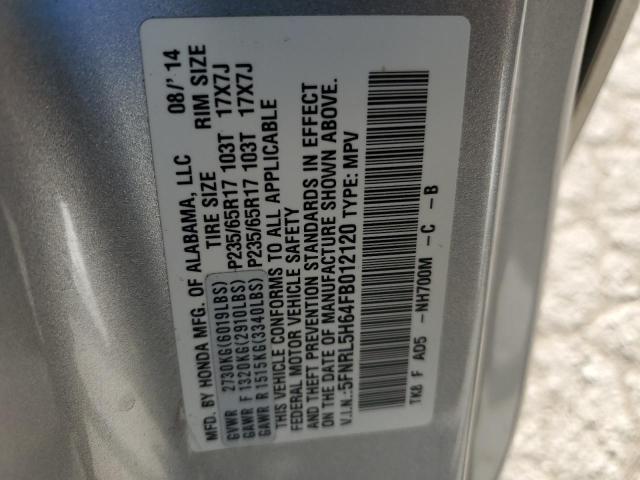 MFD. BY HONDA MFG. OF ALABAMA, LLC 08/'14
TIRE SIZE RIM SIZE
GVWR 2730KG(6019LBS)
GAWR F 1320KG(2910LBS) P235/65R17 103T 17X7J
GAWR R 1515KG(3340LBS) P235/65R17 103T 17X7J
THIS VEHICLE CONFORMS TO ALL APPLICABLE
FEDERAL MOTOR VEHICLE SAFETY
AND THEFT PREVENTION STANDARDS IN EFFECT
ON THE DATE OF MANUFACTURE SHOWN ABOVE.
V.I.N.:5FNRL5H64FB012120 TYPE: MPV
TK8 F AD5 -NH700M -C -B